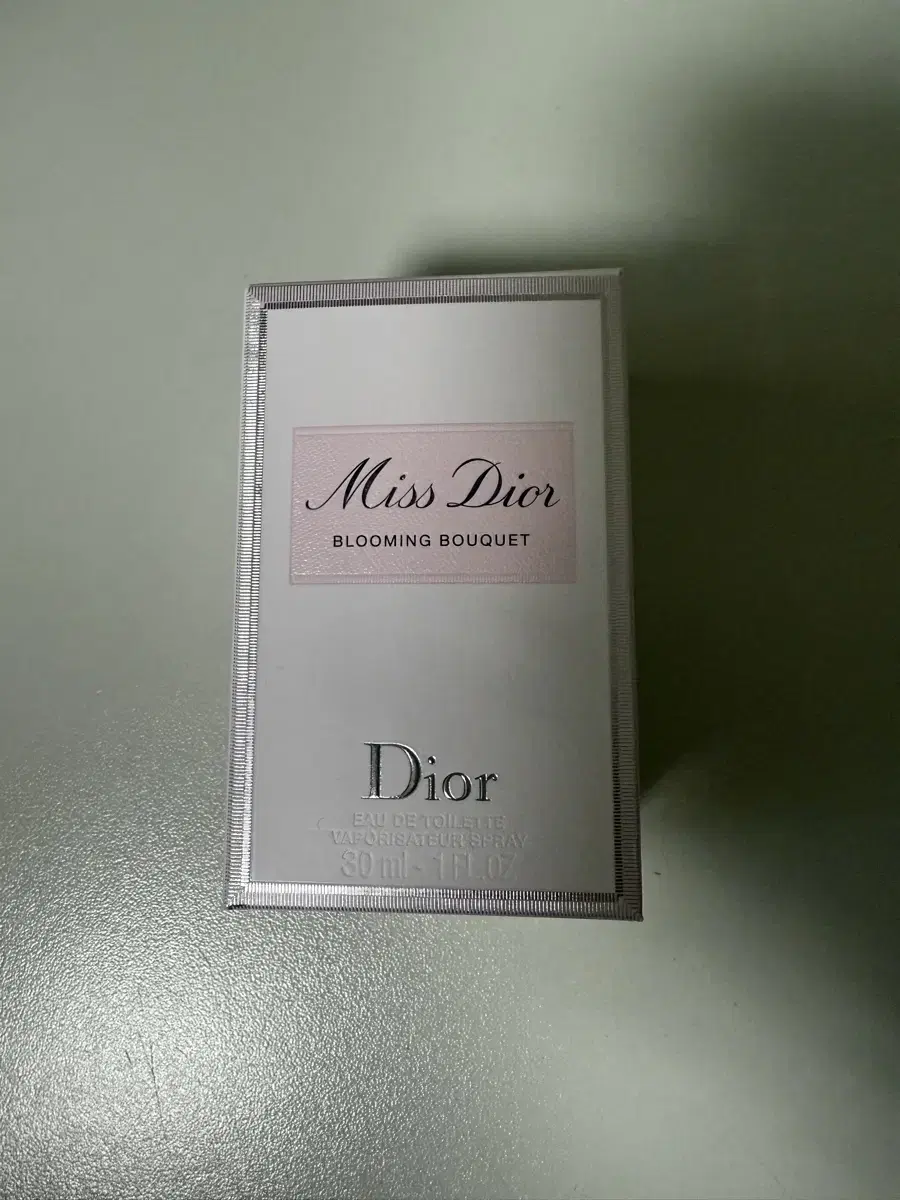 Miss Dior
BLOOMING BOUQUET
Dior
EAU DE TOILETTE
VAPORISATEUR SPRAY
30 ml - 1 FL.OZ